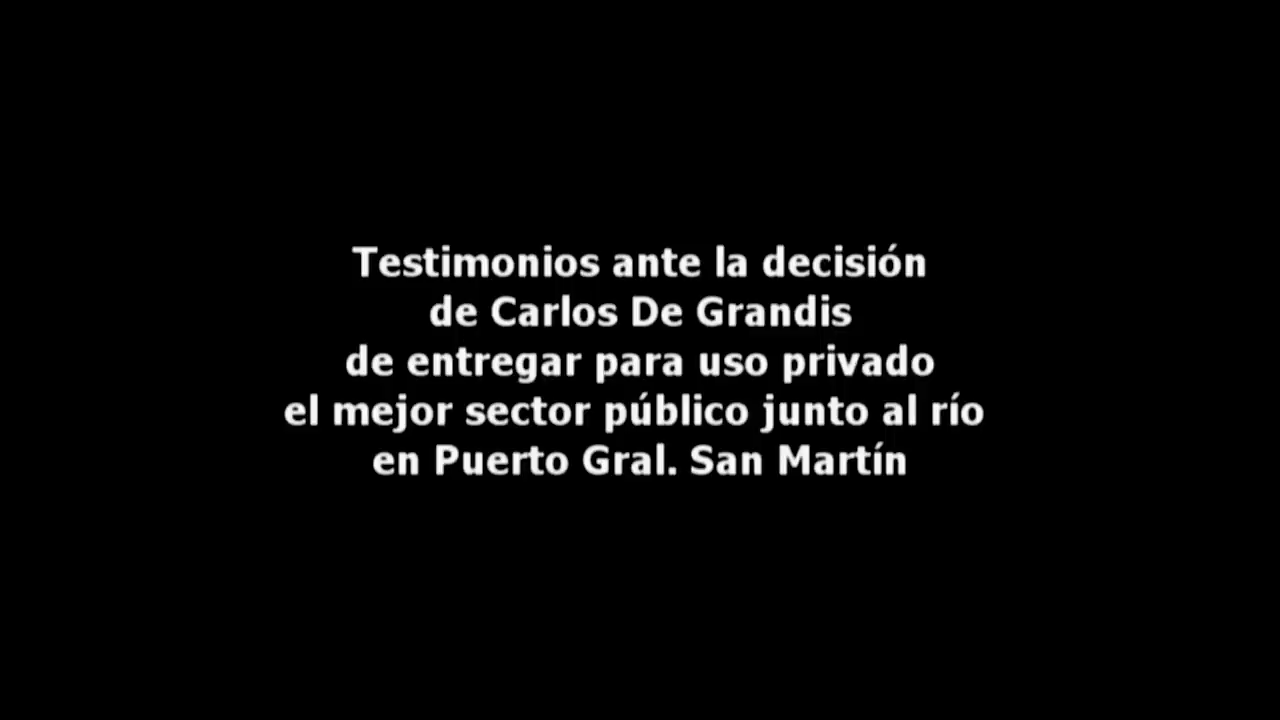 Testimonios ante la decisión
de Carlos De Grandis
de entregar para uso privado
el mejor sector público junto al río
en Puerto Gral. San Martín